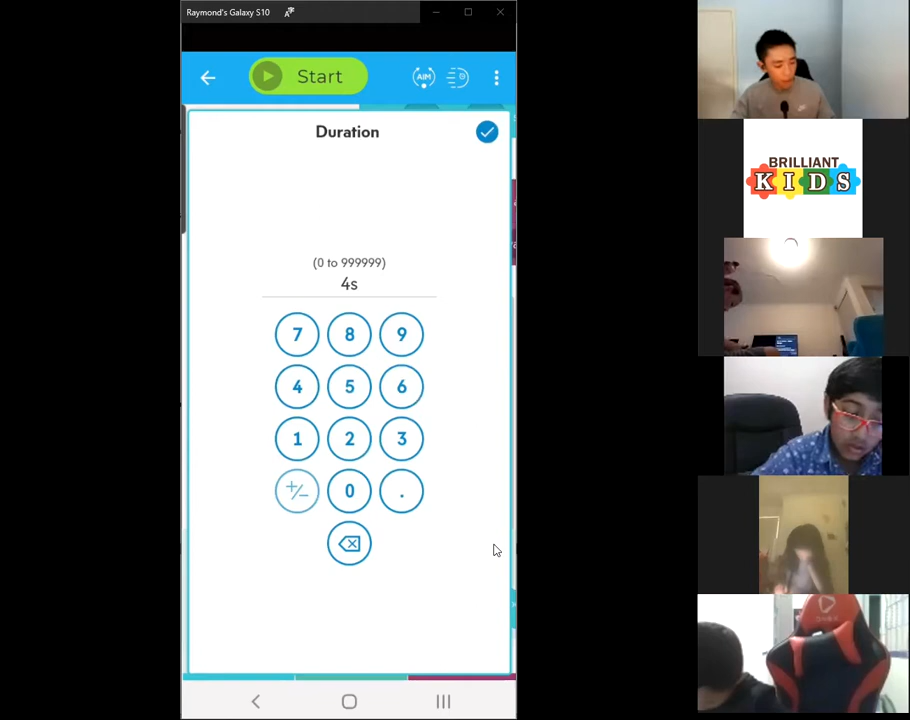 Raymond's Galaxy S10
Start
AIM
Duration
(0 to 999999)
4s
7 8 9
4 5 6
1 2 3
+/- 0 .
BRILLIANT
KIDS